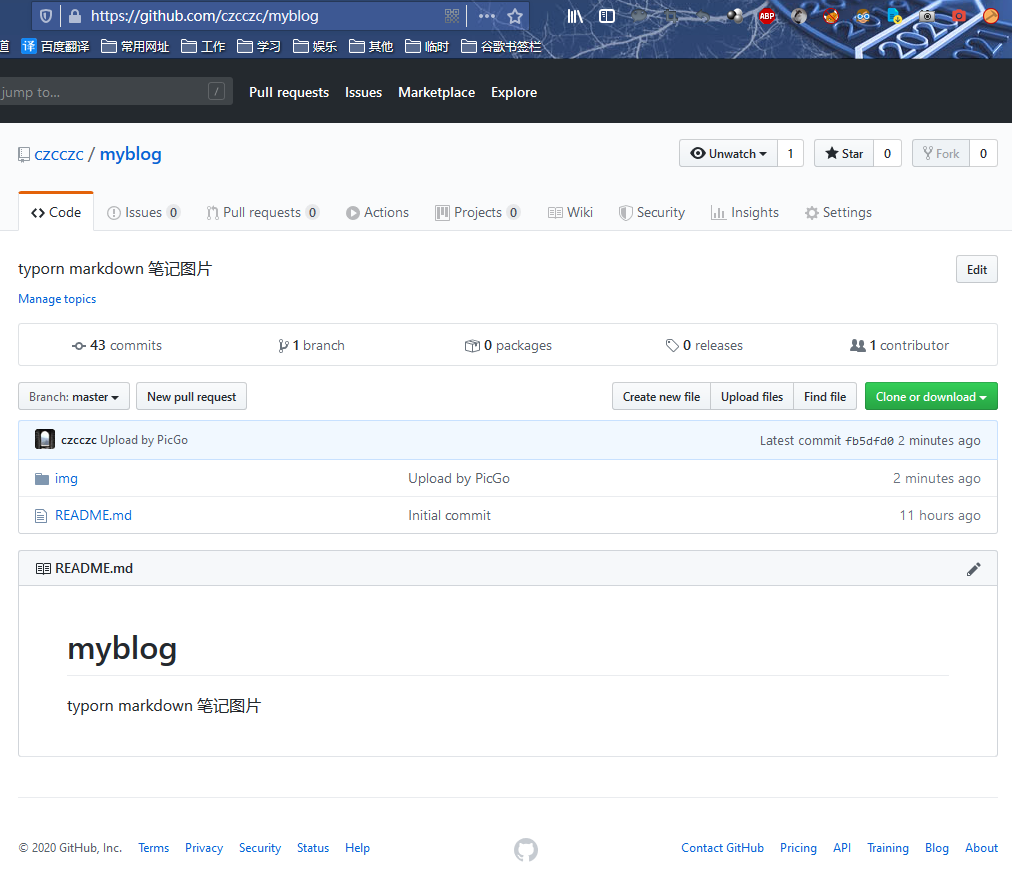 https://github.com/czcczc/myblog
道 译 百度翻译 常用网址 工作 学习 娱乐 其他 临时 谷歌书签栏
jump to... / Pull requests Issues Marketplace Explore
czcczc / myblog Unwatch 1 Star 0 Fork 0
Code Issues 0 Pull requests 0 Actions Projects 0 Wiki Security Insights Settings
typorn markdown 笔记图片 Edit
Manage topics
43 commits 1 branch 0 packages 0 releases 1 contributor
Branch: master New pull request Create new file Upload files Find file Clone or download
czcczc Upload by PicGo Latest commit fb5dfd0 2 minutes ago
img Upload by PicGo 2 minutes ago
README.md Initial commit 11 hours ago
README.md
myblog
typorn markdown 笔记图片
© 2020 GitHub, Inc. Terms Privacy Security Status Help Contact GitHub Pricing API Training Blog About